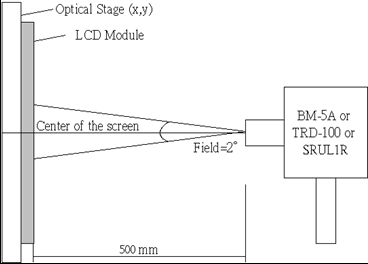 Optical Stage (x,y)
LCD Module
Center of the screen
Field=2°
BM-5A or
TRD-100 or
SRUL1R
500 mm